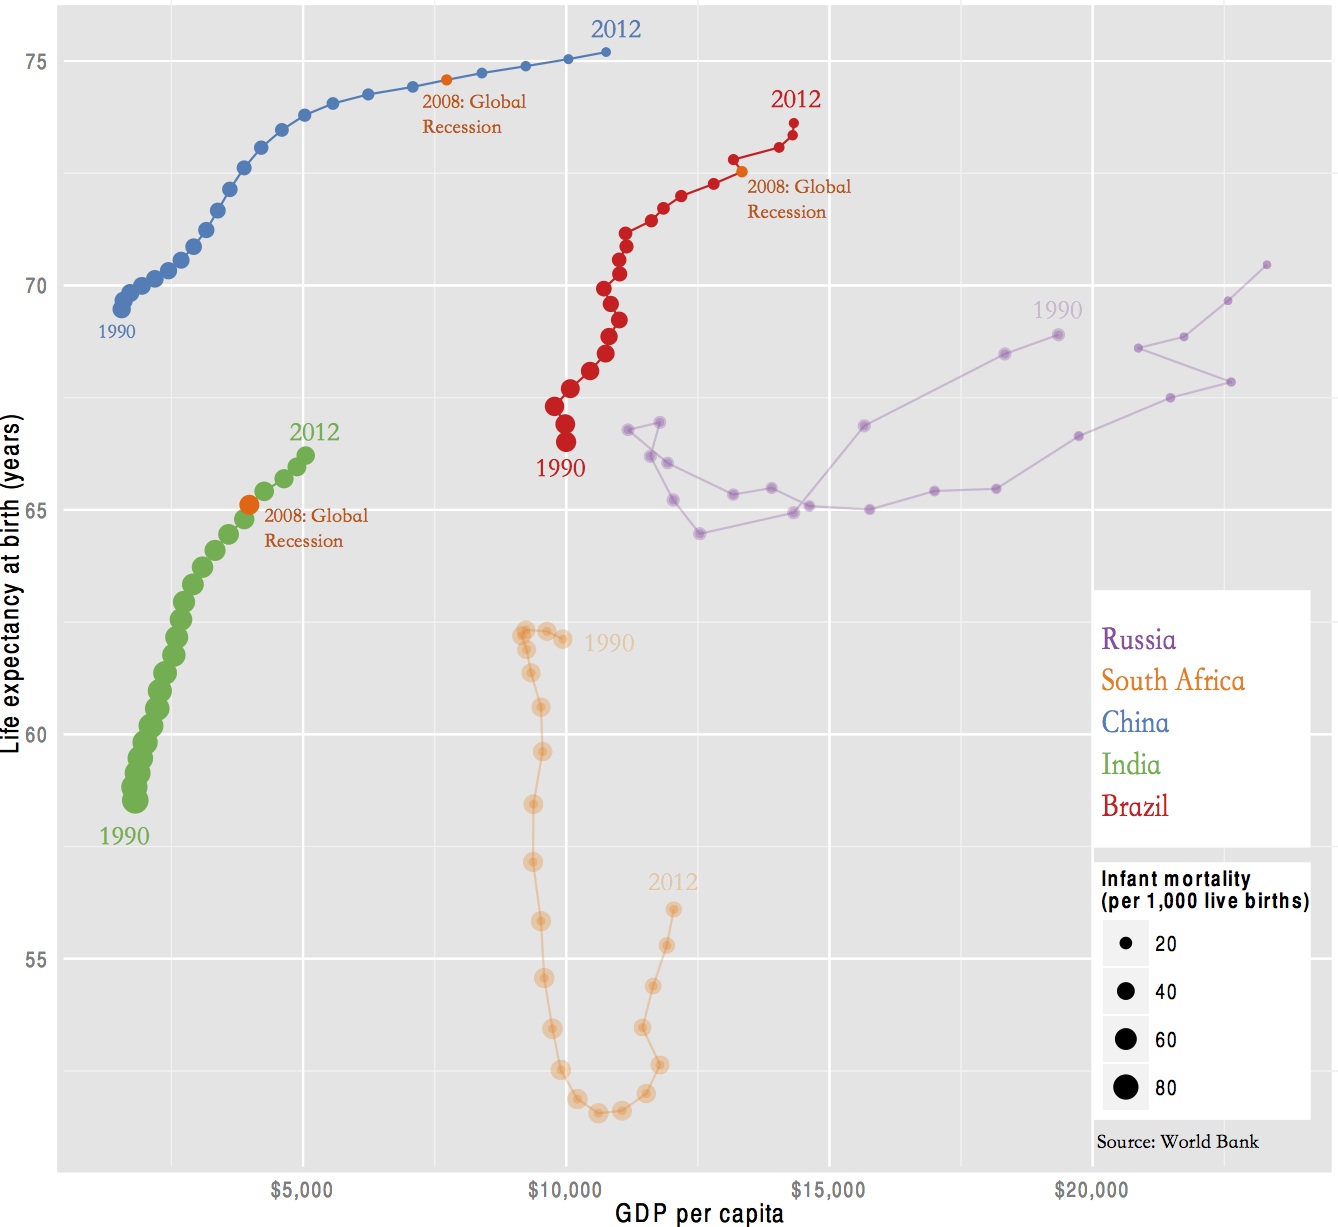 2012
75
2008: Global
Recession
2012
2008: Global
Recession
70
1990
1990
2012
1990
65
2008: Global
Recession
1990
60
1990
2012
55
Life expectancy at birth (years)
Russia
South Africa
China
India
Brazil
Infant mortality
(per 1,000 live births)
20
40
60
80
Source: World Bank
$5,000
$10,000
$15,000
$20,000
GDP per capita